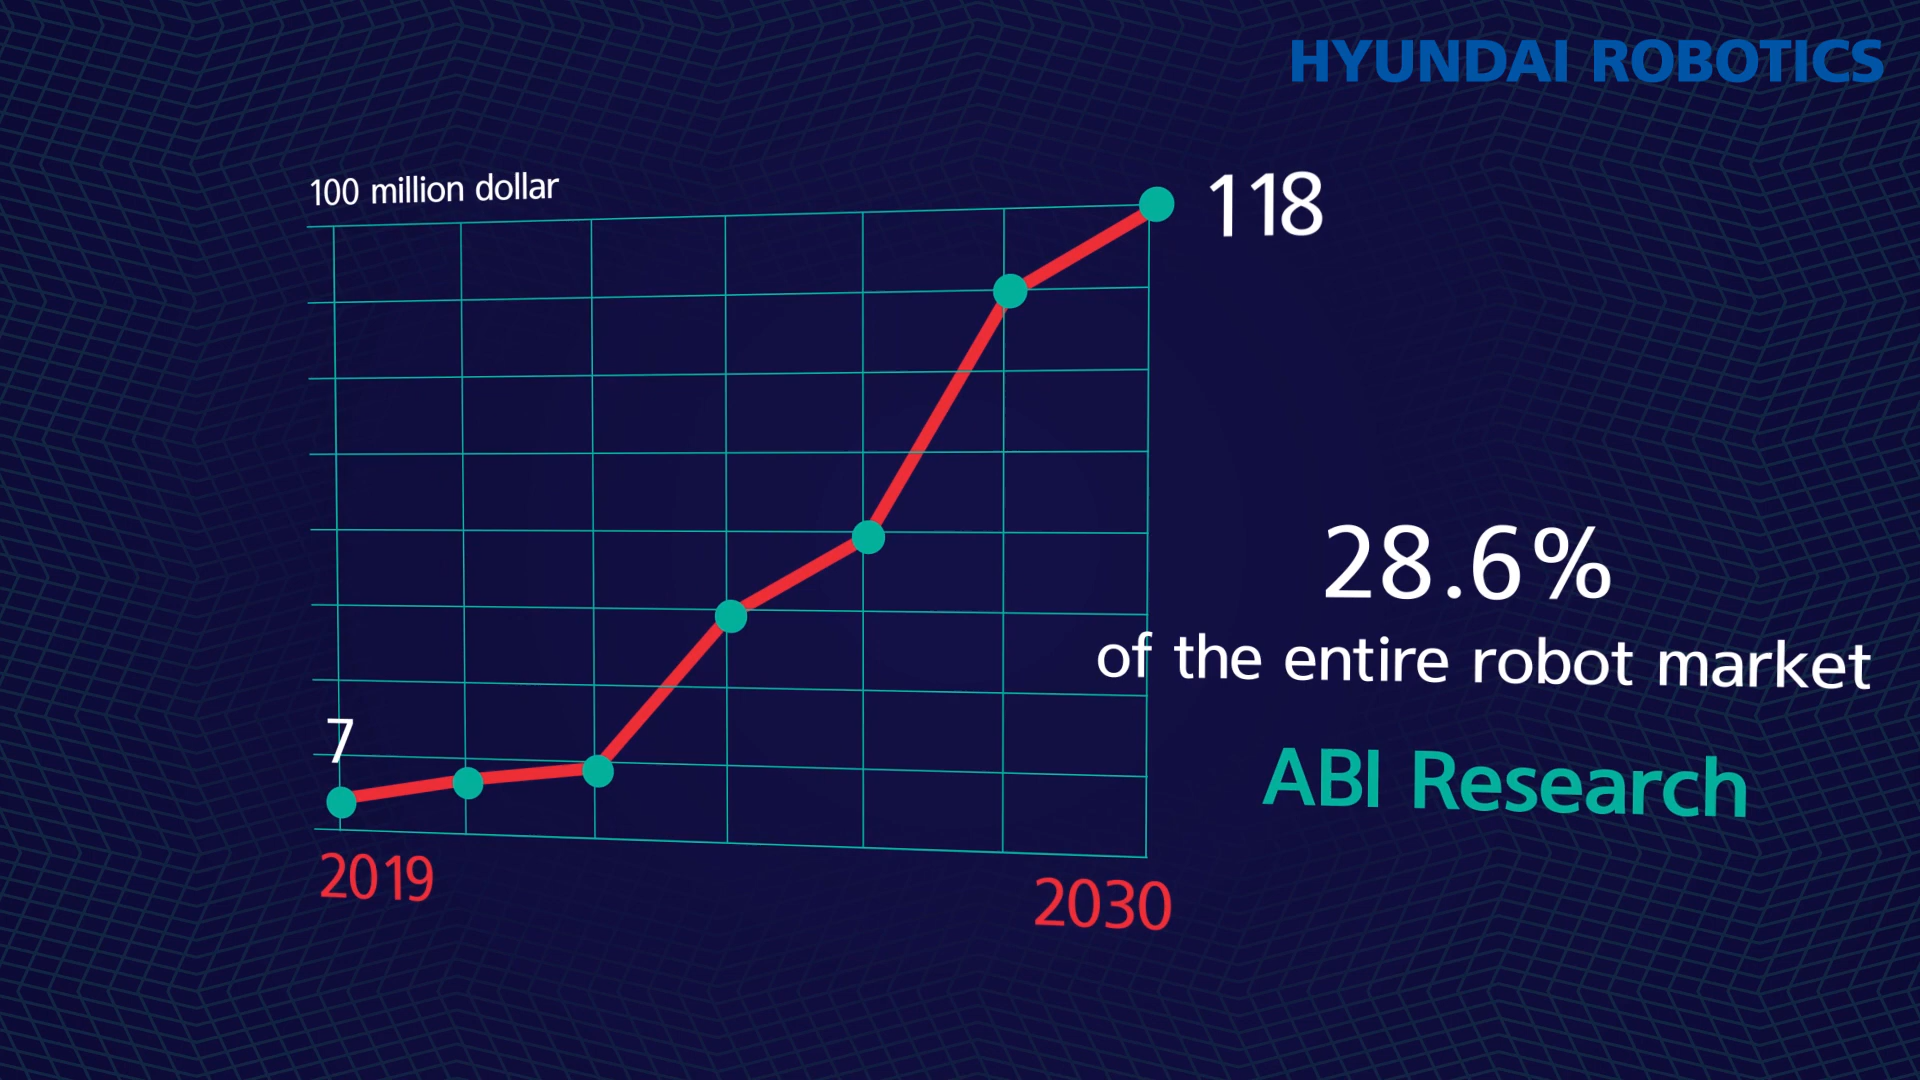 HYUNDAI ROBOTICS
100 million dollar
118
28.6%
of the entire robot market
7
ABI Research
2019
2030